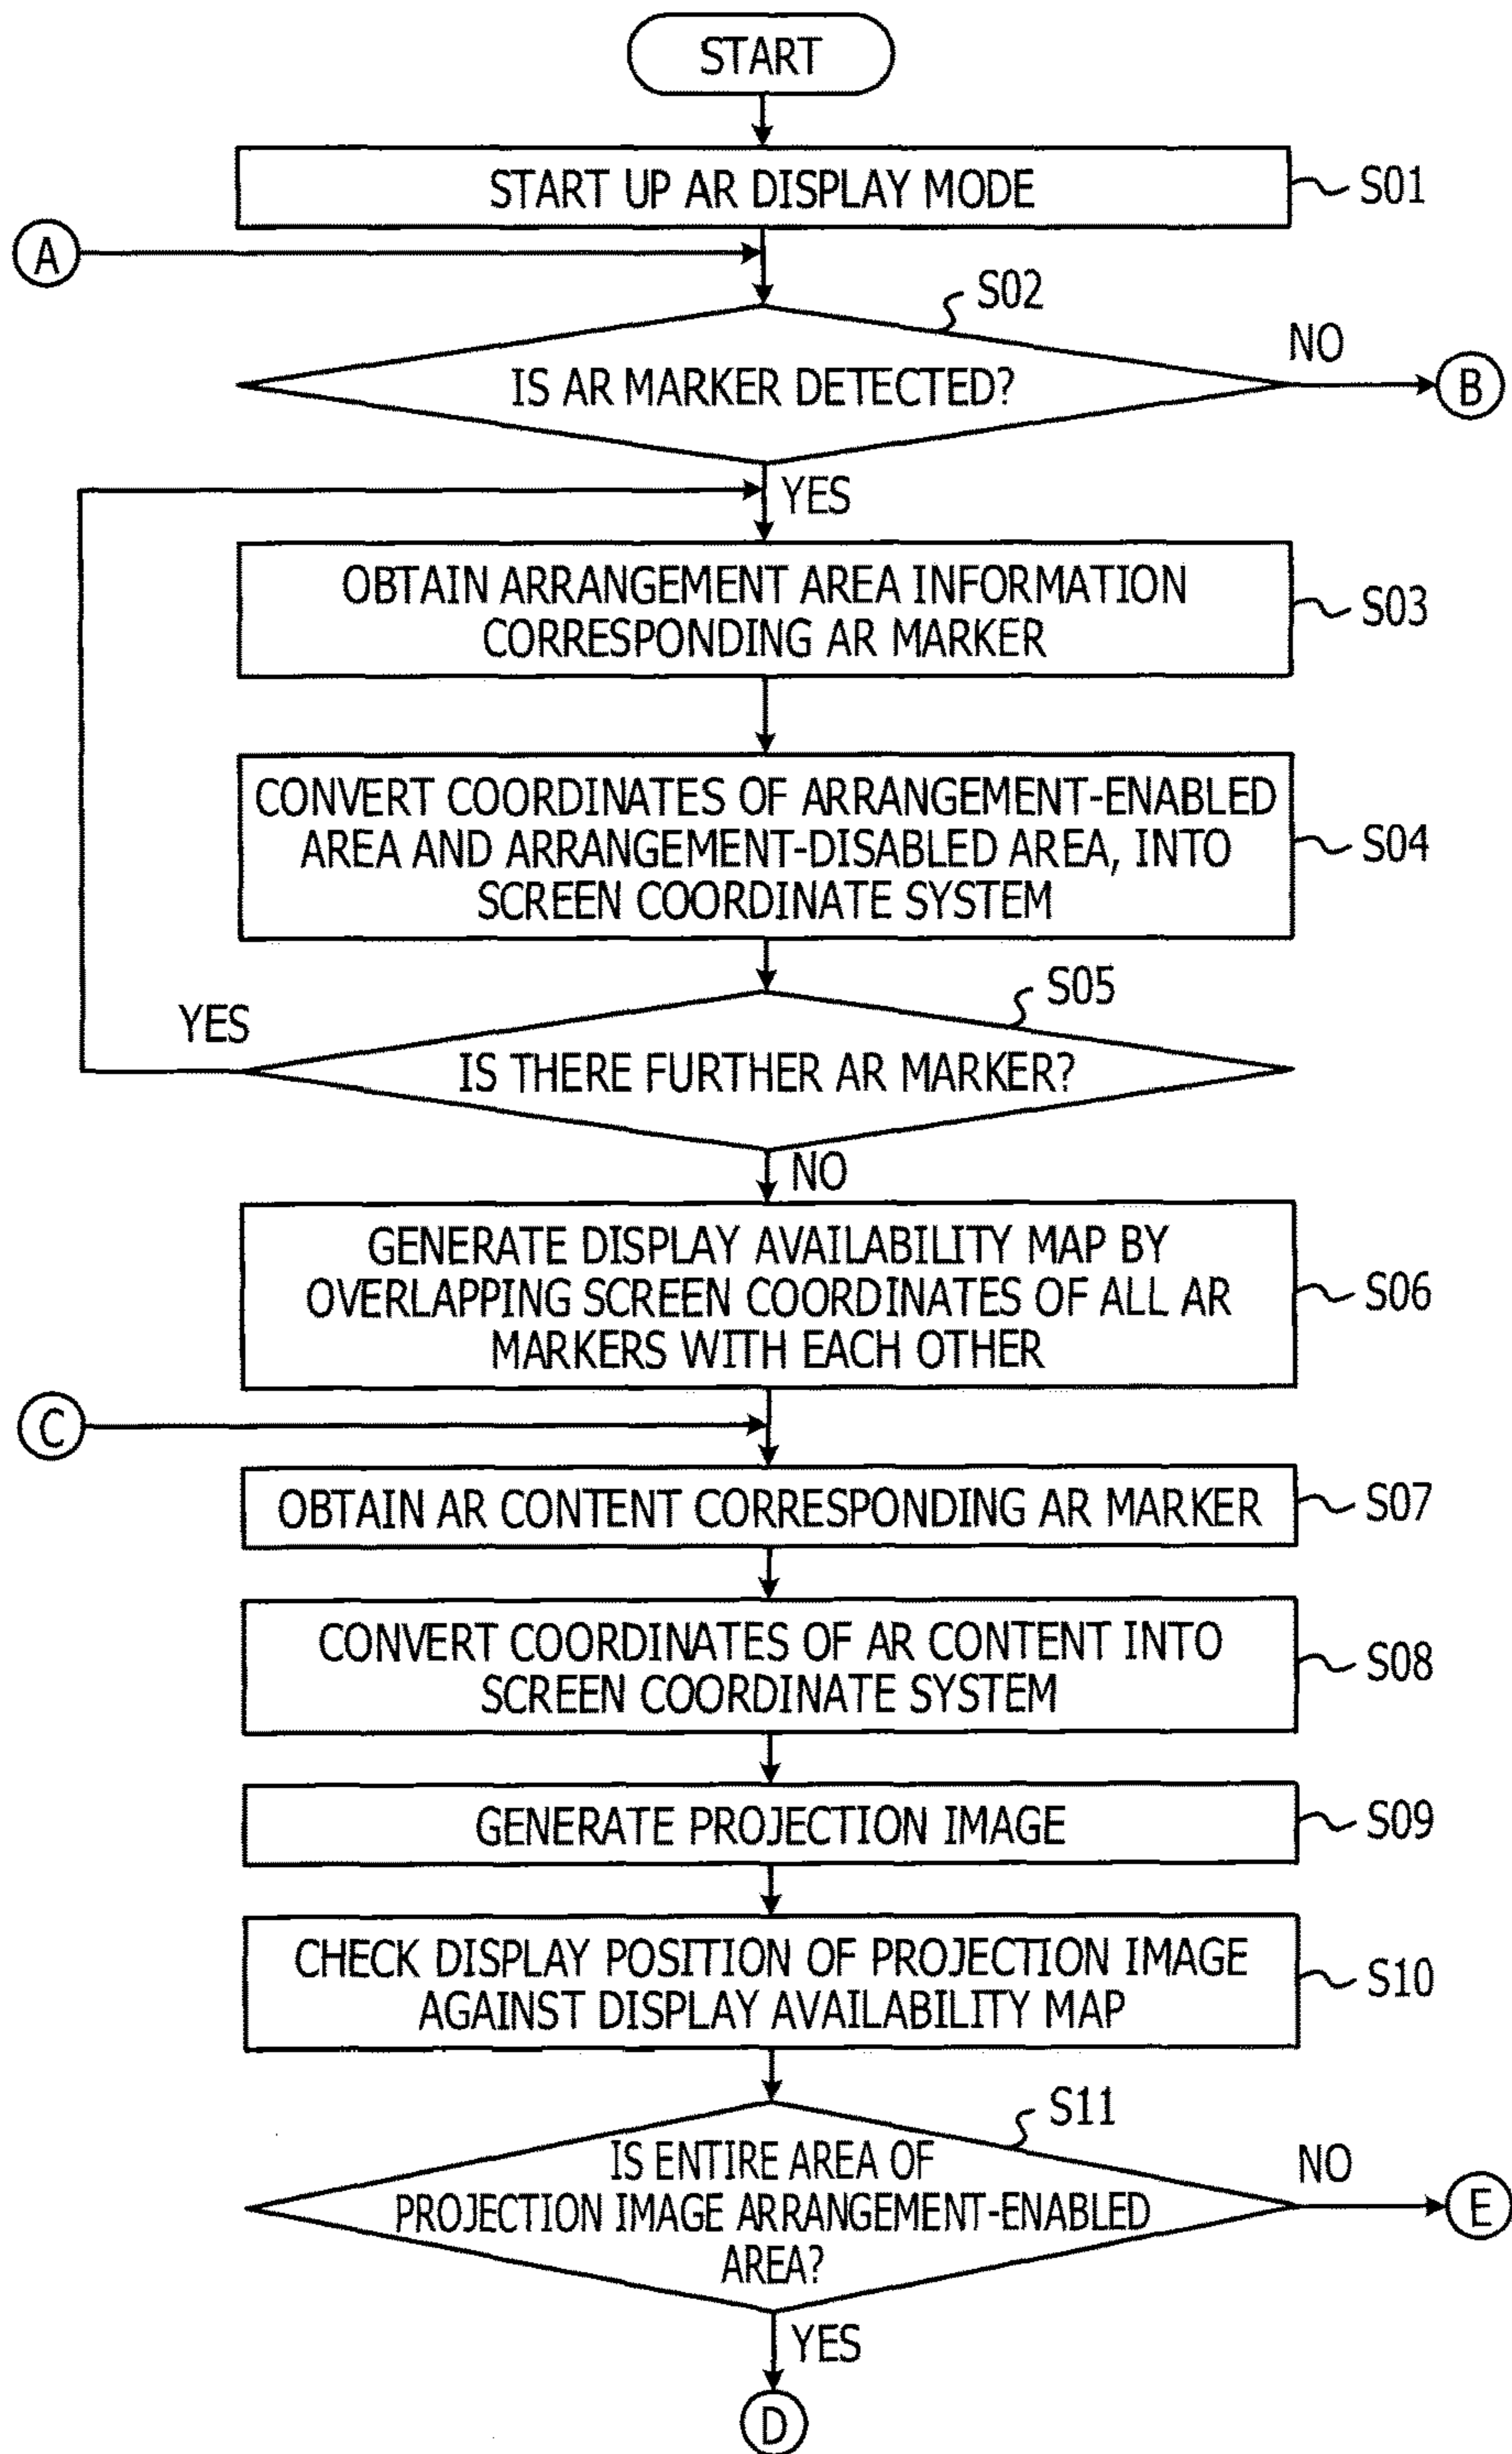 START
START UP AR DISPLAY MODE
S01
A
S02
IS AR MARKER DETECTED?
NO
B
YES
OBTAIN ARRANGEMENT AREA INFORMATION
CORRESPONDING AR MARKER
S03
CONVERT COORDINATES OF ARRANGEMENT-ENABLED
AREA AND ARRANGEMENT-DISABLED AREA, INTO
SCREEN COORDINATE SYSTEM
S04
S05
YES
IS THERE FURTHER AR MARKER?
NO
GENERATE DISPLAY AVAILABILITY MAP BY
OVERLAPPING SCREEN COORDINATES OF ALL AR
MARKERS WITH EACH OTHER
S06
C
OBTAIN AR CONTENT CORRESPONDING AR MARKER
S07
CONVERT COORDINATES OF AR CONTENT INTO
SCREEN COORDINATE SYSTEM
S08
GENERATE PROJECTION IMAGE
S09
CHECK DISPLAY POSITION OF PROJECTION IMAGE
AGAINST DISPLAY AVAILABILITY MAP
S10
S11
IS ENTIRE AREA OF
PROJECTION IMAGE ARRANGEMENT-ENABLED
AREA?
NO
E
YES
D